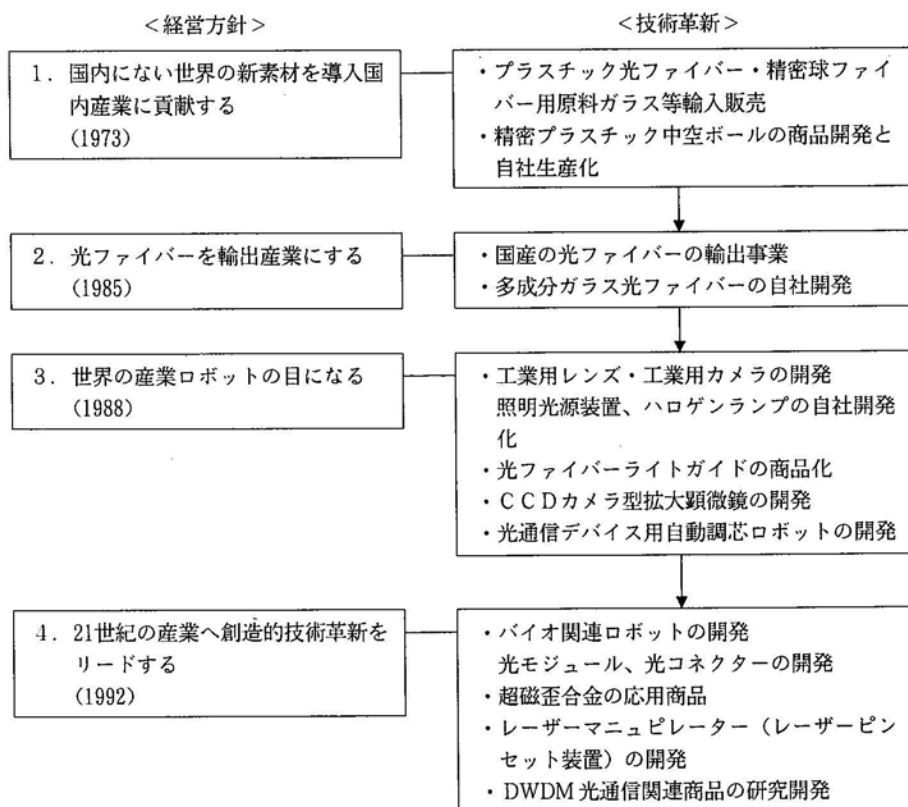 ＜経営方針＞
＜技術革新＞
1．国内にない世界の新素材を導入国
内産業に貢献する
(1973)
・プラスチック光ファイバー・精密球ファイ
バー用原料ガラス等輸入販売
・精密プラスチック中空ボールの商品開発と
自社生産化
2．光ファイバーを輸出産業にする
(1985)
・国産の光ファイバーの輸出事業
・多成分ガラス光ファイバーの自社開発
3．世界の産業ロボットの目になる
(1988)
・工業用レンズ・工業用カメラの開発
照明光源装置、ハロゲンランプの自社開発
化
・光ファイバーライトガイドの商品化
・ＣＣＤカメラ型拡大顕微鏡の開発
・光通信デバイス用自動調芯ロボットの開発
4．21世紀の産業へ創造的技術革新を
リードする
(1992)
・バイオ関連ロボットの開発
光モジュール、光コネクターの開発
・超磁歪合金の応用商品
・レーザーマニュピレーター（レーザーピン
セット装置）の開発
・DWDM光通信関連商品の研究開発